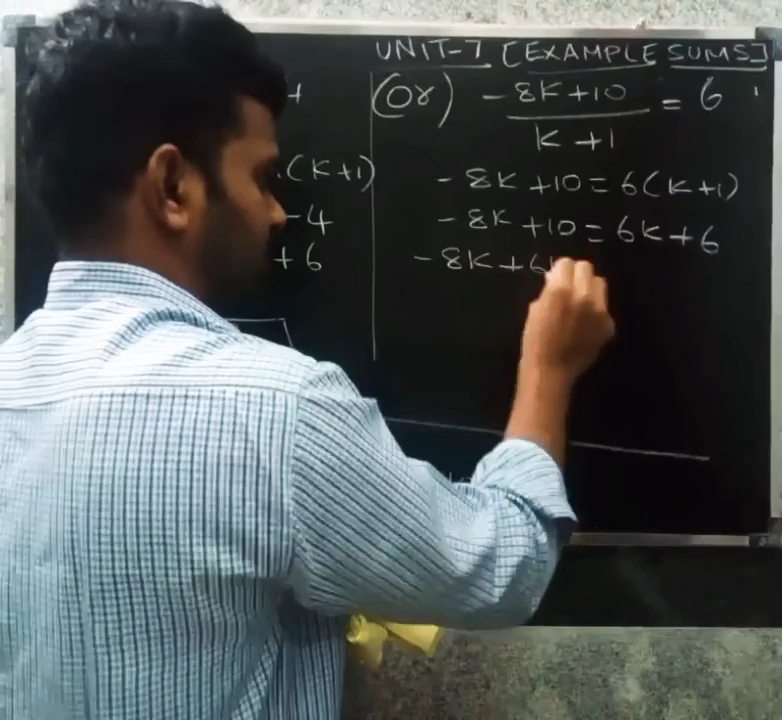 UNIT-7 [EXAMPLE SUMS]
+
.(K+1)
-4
+6
(Or) -8K+10 = 6
K+1
-8K+10=6(K+1)
-8K+10=6K+6
-8K+6